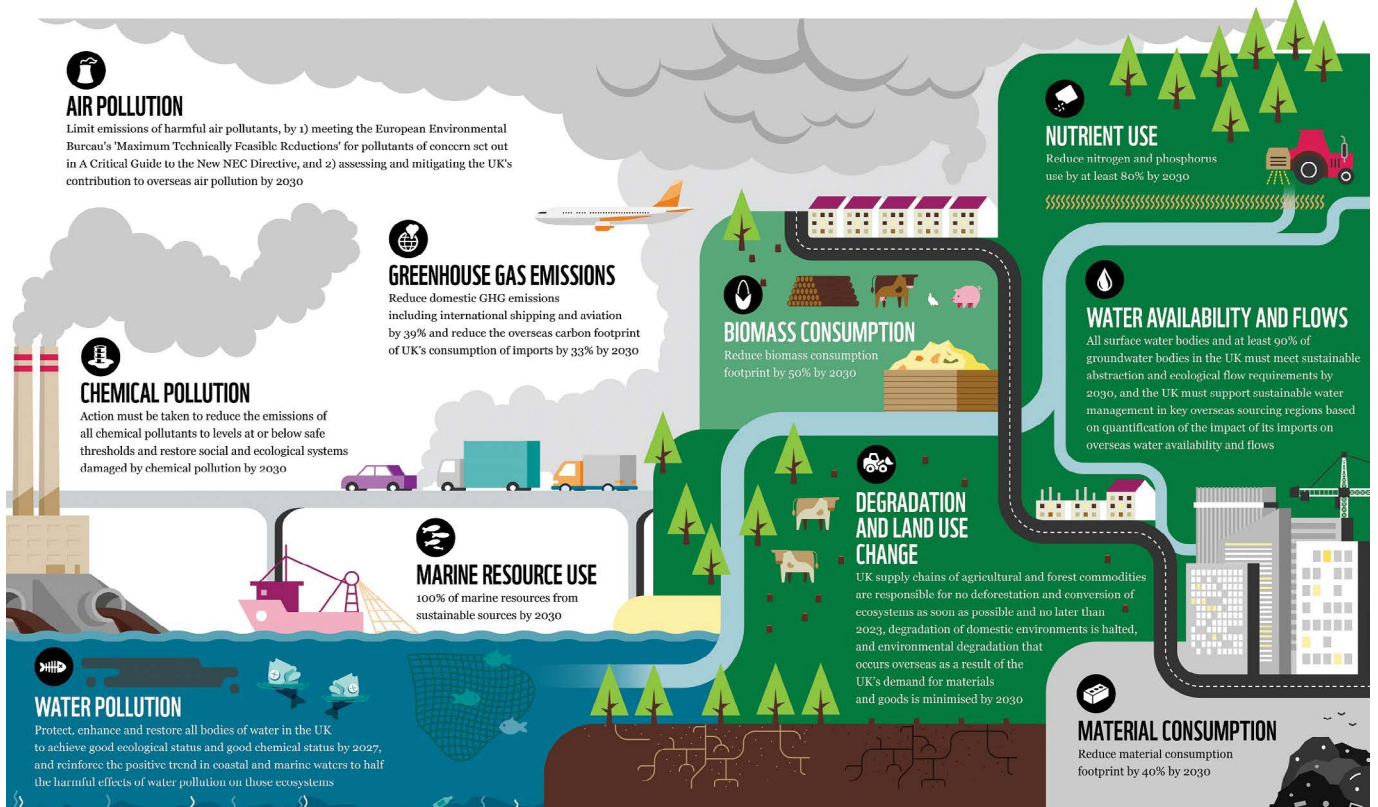 AIR POLLUTION
Limit emissions of harmful air pollutants, by 1) meeting the European Environmental
Bureau's 'Maximum Technically Feasible Reductions' for pollutants of concern set out
in A Critical Guide to the New NEC Directive, and 2) assessing and mitigating the UK's
contribution to overseas air pollution by 2030
NUTRIENT USE
Reduce nitrogen and phosphorus
use by at least 80% by 2030
GREENHOUSE GAS EMISSIONS
Reduce domestic GHG emissions
including international shipping and aviation
by 39% and reduce the overseas carbon footprint
of UK's consumption of imports by 33% by 2030
BIOMASS CONSUMPTION
Reduce biomass consumption
footprint by 50% by 2030
WATER AVAILABILITY AND FLOWS
All surface water bodies and at least 90% of
groundwater bodies in the UK must meet sustainable
abstraction and ecological flow requirements by
2030, and the UK must support sustainable water
management in key overseas sourcing regions based
on quantification of the impact of its imports on
overseas water availability and flows
CHEMICAL POLLUTION
Action must be taken to reduce the emissions of
all chemical pollutants to levels at or below safe
thresholds and restore social and ecological systems
damaged by chemical pollution by 2030
MARINE RESOURCE USE
100% of marine resources from
sustainable sources by 2030
DEGRADATION
AND LAND USE
CHANGE
UK supply chains of agricultural and forest commodities
are responsible for no deforestation and conversion of
ecosystems as soon as possible and no later than
2023, degradation of domestic environments is halted,
and environmental degradation that
occurs overseas as a result of the
UK's demand for materials
and goods is minimised by 2030
WATER POLLUTION
Protect, enhance and restore all bodies of water in the UK
to achieve good ecological status and good chemical status by 2027,
and reinforce the positive trend in coastal and marine waters to half
the harmful effects of water pollution on those ecosystems
MATERIAL CONSUMPTION
Reduce material consumption
footprint by 40% by 2030